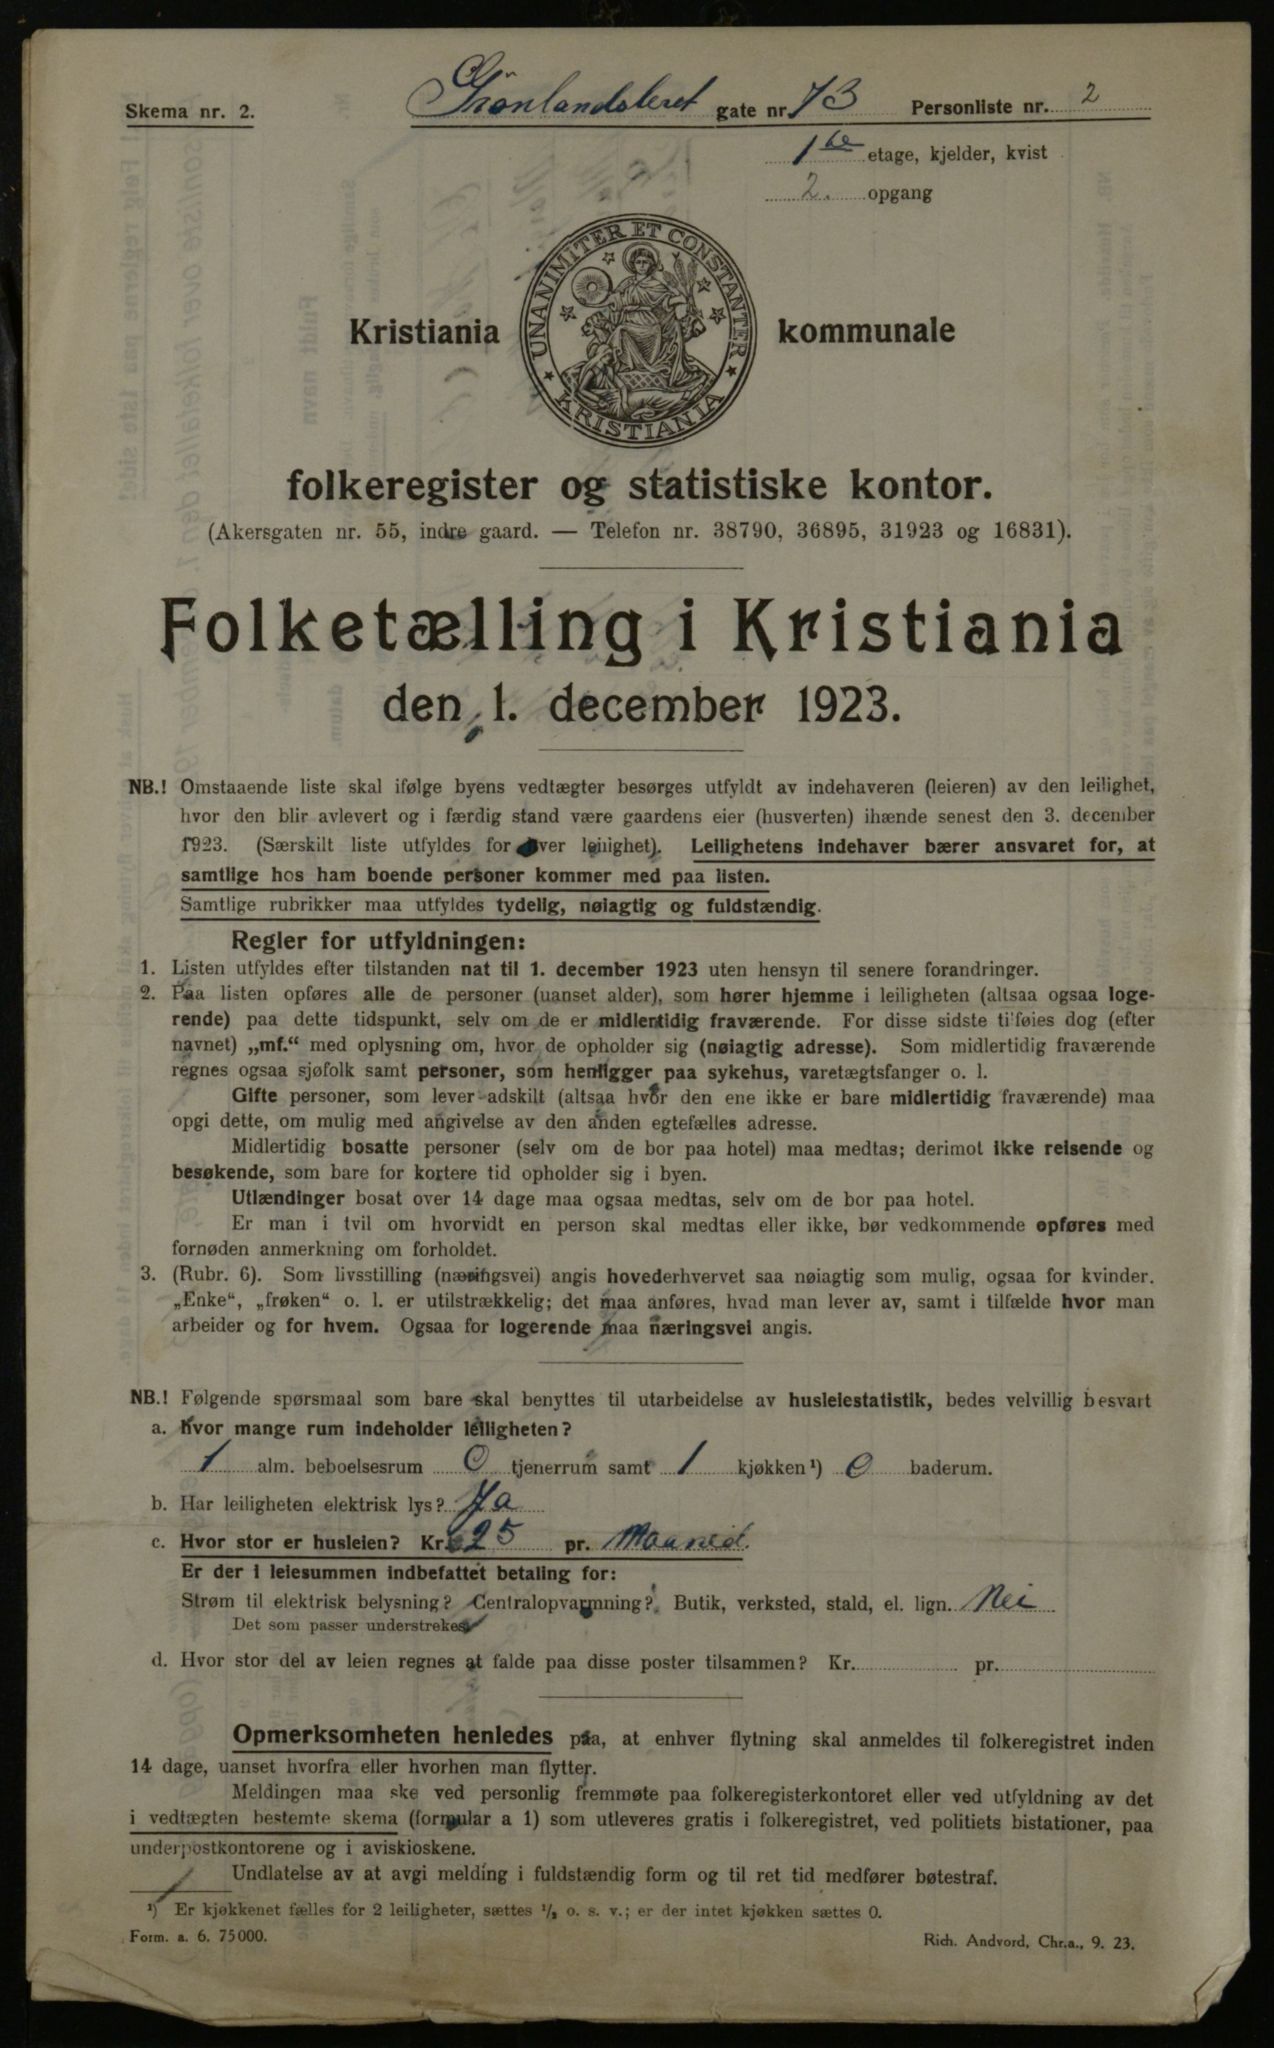 Skema nr. 2.
Grønlandsleret gate nr. 73 Personliste nr. 2
1ste etage, kjelder, kvist
2. opgang
UNANIMITER ET CONSTANTER
KRISTIANIA
Kristiania kommunale
folkeregister og statistiske kontor.
(Akersgaten nr. 55, indre gaard. — Telefon nr. 38790, 36895, 31923 og 16831).
Folketælling i Kristiania
den 1. december 1923.
NB.! Omstaaende liste skal ifølge byens vedtægter besørges utfyldt av indehaveren (leieren) av den leilighet,
hvor den blir avlevert og i færdig stand være gaardens eier (husverten) ihænde senest den 3. december
1923. (Særskilt liste utfyldes for hver leilighet). Leilighetens indehaver bærer ansvaret for, at
samtlige hos ham boende personer kommer med paa listen.
Samtlige rubrikker maa utfyldes tydelig, nøiagtig og fuldstændig.
Regler for utfyldningen:
1. Listen utfyldes efter tilstanden nat til 1. december 1923 uten hensyn til senere forandringer.
2. Paa listen opføres alle de personer (uanset alder), som hører hjemme i leiligheten (altsaa ogsaa loge-
rende) paa dette tidspunkt, selv om de er midlertidig fraværende. For disse sidste tilføies dog (efter
navnet) „mf.“ med oplysning om, hvor de opholder sig (nøiagtig adresse). Som midlertidig fraværende
regnes ogsaa sjøfolk samt personer, som henligger paa sykehus, varetægtsfanger o. l.
Gifte personer, som lever adskilt (altsaa hvor den ene ikke er bare midlertidig fraværende) maa
opgi dette, om mulig med angivelse av den anden egtefælles adresse.
Midlertidig bosatte personer (selv om de bor paa hotel) maa medtas; derimot ikke reisende og
besøkende, som bare for kortere tid opholder sig i byen.
Utlændinger bosat over 14 dage maa ogsaa medtas, selv om de bor paa hotel.
Er man i tvil om hvorvidt en person skal medtas eller ikke, bør vedkommende opføres med
fornøden anmerkning om forholdet.
3. (Rubr. 6). Som livsstilling (næringsvei) angis hovederhvervet saa nøiagtig som mulig, ogsaa for kvinder.
„Enke“, „frøken“ o. l. er utilstrækkelig; det maa anføres, hvad man lever av, samt i tilfælde hvor man
arbeider og for hvem. Ogsaa for logerende maa næringsvei angis.
NB.! Følgende spørsmaal som bare skal benyttes til utarbeidelse av husleiestatistik, bedes velvillig besvart
a. Hvor mange rum indeholder leiligheten?
1 alm. beboelsesrum 0 tjenerrum samt 1 kjøkken¹) 0 baderum.
b. Har leiligheten elektrisk lys? Ja
c. Hvor stor er husleien? Kr. 25 pr. Maaned.
Er der i leiesummen indbefattet betaling for:
Strøm til elektrisk belysning? Centralopvarmning? Butik, verksted, stald, el. lign. Nei
Det som passer understrekes
d. Hvor stor del av leien regnes at falde paa disse poster tilsammen? Kr. pr.
Opmerksomheten henledes paa, at enhver flytning skal anmeldes til folkeregistret inden
14 dage, uanset hvorfra eller hvorhen man flytter.
Meldingen maa ske ved personlig fremmøte paa folkeregisterkontoret eller ved utfyldning av det
i vedtægten bestemte skema (formular a 1) som utleveres gratis i folkeregistret, ved politiets bistationer, paa
underpostkontorene og i aviskioskene.
Undlatelse av at avgi melding i fuldstændig form og til ret tid medfører bøtestraf.
¹) Er kjøkkenet fælles for 2 leiligheter, sættes ½ o. s. v.; er der intet kjøkken sættes 0.
Form. a. 6. 75000. Rich. Andvord, Chr.a., 9. 23.